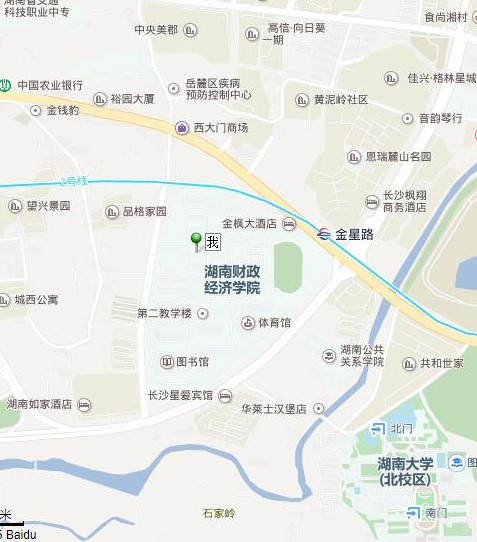 湖南省交通
科技职业中专
中央美郡
高信·向日葵
一期
食尚湘村
中国农业银行
裕园大厦
岳麓区疾病
预防控制中心
佳兴·格林星城
黄泥岭社区
金钱豹
西大门商场
音韵琴行
恩瑞麓山名园
2号线
望兴景园
品格家园
金枫大酒店
长沙枫翔
商务酒店
金星路
我
湖南财政
经济学院
城西公寓
第二教学楼
体育馆
图书馆
湖南公共
关系学院
共和世家
长沙星爱宾馆
湖南如家酒店
华莱士汉堡店
北门
湖南大学
(北校区)
图
石家岭
南门
米
5 Baidu